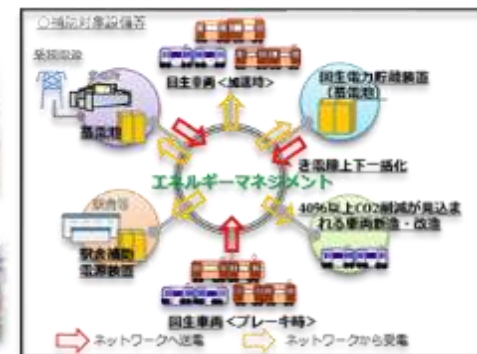 ○補助対象設備等
回生車両<加速時>
変電所
蓄電池
回生電力貯蔵装置
(蓄電池)
き電線上下一括化
エネルギーマネジメント
駅舎補助
電源装置
40%以上CO2削減が見込ま
れる車両新造・改造
回生車両<ブレーキ時>
ネットワークへ送電
ネットワークから受電